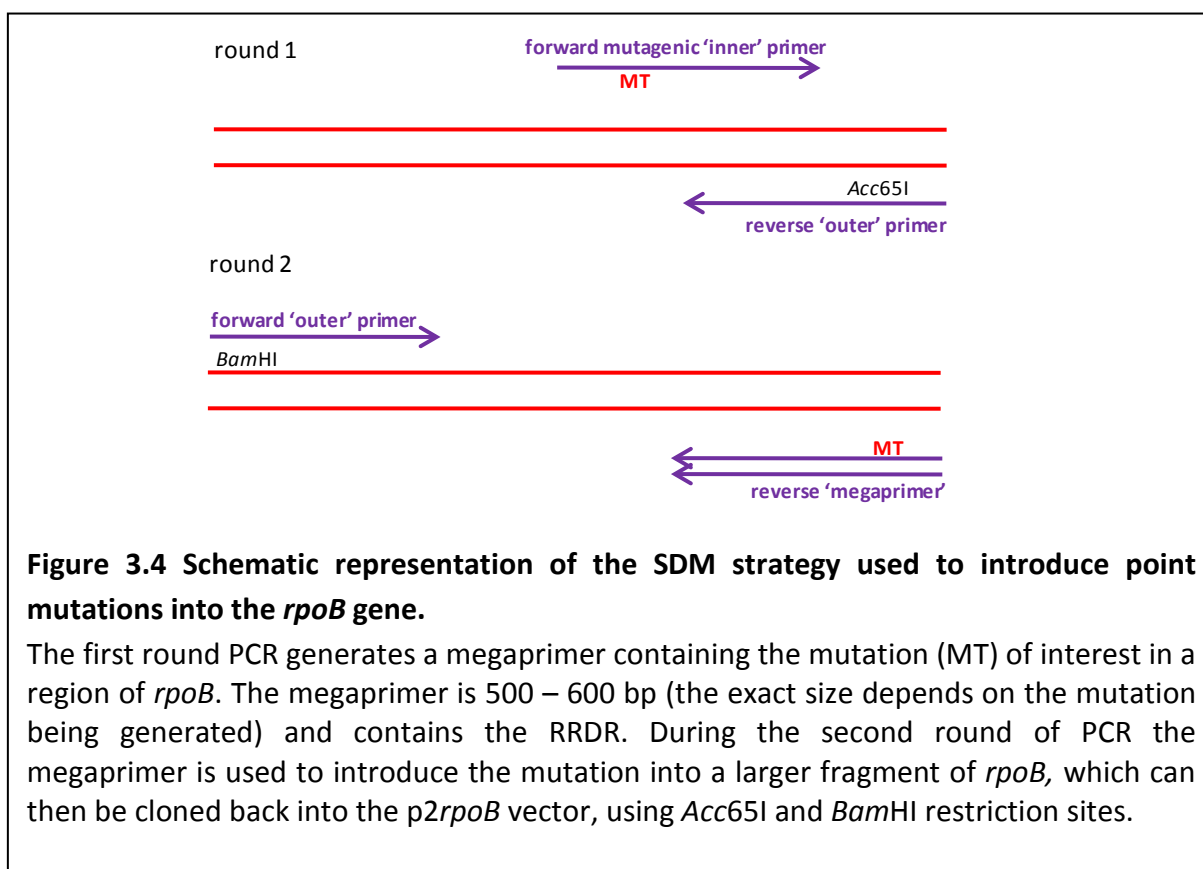 round 1
forward mutagenic ‘inner’ primer
MT
Acc65I
reverse ‘outer’ primer
round 2
forward ‘outer’ primer
BamHI
MT
reverse ‘megaprimer’
Figure 3.4 Schematic representation of the SDM strategy used to introduce point
mutations into the rpoB gene.
The first round PCR generates a megaprimer containing the mutation (MT) of interest in a
region of rpoB. The megaprimer is 500 – 600 bp (the exact size depends on the mutation
being generated) and contains the RRDR. During the second round of PCR the
megaprimer is used to introduce the mutation into a larger fragment of rpoB, which can
then be cloned back into the p2rpoB vector, using Acc65I and BamHI restriction sites.